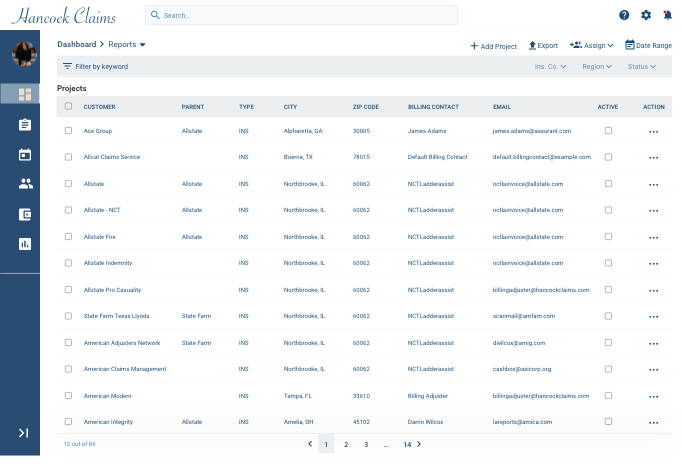 Hancock Claims
Search...
Dashboard > Reports
Add Project Export Assign Date Range
Filter by keyword Ins. Co. Region Status
Projects
CUSTOMER PARENT TYPE CITY ZIP CODE BILLING CONTACT EMAIL ACTIVE ACTION
Ace Group Allstate INS Alpharetta, GA 30005 James Adams james.adams@assurant.com
Allcat Claims Service INS Boerne, TX 78015 Default Billing Contact default.billingcontact@example.com
Allstate Allstate INS Northbrooke, IL 60062 NCTLadderassist nctlainvoice@allstate.com
Allstate - NCT Allstate INS Northbrooke, IL 60062 NCTLadderassist nctlainvoice@allstate.com
Allstate Fire Allstate INS Northbrooke, IL 60062 NCTLadderassist nctlainvoice@allstate.com
Allstate Indemnity INS Northbrooke, IL 60062 NCTLadderassist nctlainvoice@allstate.com
Allstate Pro Casuality INS Northbrooke, IL 60062 NCTLadderassist billingadjuster@hancockclaims.com
State Farm Texas Llyods State Farm INS Northbrooke, IL 60062 NCTLadderassist scanmail@amfam.com
American Adjusters Network State Farm INS Northbrooke, IL 60062 NCTLadderassist dwilcox@amig.com
American Claims Management INS Northbrooke, IL 60062 NCTLadderassist cashbox@asicorp.org
American Modern INS Tampa, FL 33610 Billing Adjuster billingadjuster@hancockclaims.com
American Integrity Allstate INS Amelia, OH 45102 Darrin Wilcox lareports@amica.com
12 out of 86 < 1 2 3 ... 14 >